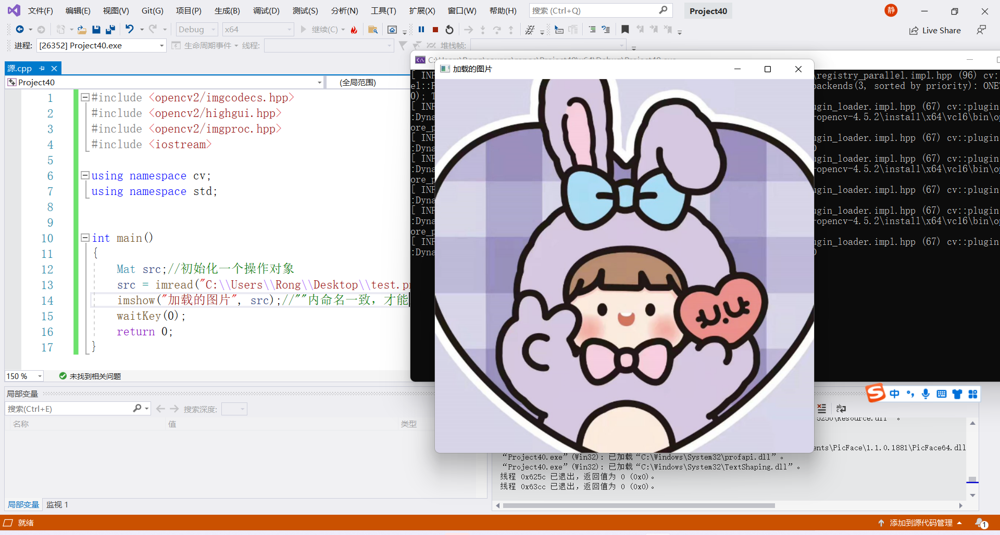 文件(F) 编辑(E) 视图(V) Git(G) 项目(P) 生成(B) 调试(D) 测试(S) 分析(N) 工具(T) 扩展(X) 窗口(W) 帮助(H) 搜索 (Ctrl+Q) Project40 静
Debug x64 继续(C) Live Share
进程: [26352] Project40.exe 生命周期事件 线程: 堆栈帧:
源.cpp
Project40 (全局范围)
1 #include <opencv2/imgcodecs.hpp>
2 #include <opencv2/highgui.hpp>
3 #include <opencv2/imgproc.hpp>
4 #include <iostream>
5
6 using namespace cv;
7 using namespace std;
8
9
10 int main()
11 {
12 Mat src;//初始化一个操作对象
13 src = imread("C:\\Users\\Rong\\Desktop\\test.pn
14 imshow("加载的图片", src);//""内命名一致，才能
15 waitKey(0);
16 return 0;
17 }
150 % 未找到相关问题
加载的图片
[ INF \registry_parallel.impl.hpp (96) cv::
el::P backends(3, sorted by priority): ONE
0); T
[ INF ugin_loader.impl.hpp (67) cv::plugin
:Dyna -opencv-4.5.2\install\x64\vc16\bin\op
ore_p
[ INF ugin_loader.impl.hpp (67) cv::plugin
:Dyna
[ INF ugin_loader.impl.hpp (67) cv::plugin
:Dyna -opencv-4.5.2\install\x64\vc16\bin\op
ore_p
[ INF ugin_loader.impl.hpp (67) cv::plugin
:Dyna
[ INF ugin_loader.impl.hpp (67) cv::plugin
:Dyna -opencv-4.5.2\install\x64\vc16\bin\op
ore_p
[ INF ugin_loader.impl.hpp (67) cv::plugin
:Dyna
中
局部变量
搜索(Ctrl+E) 搜索深度:
名称 值 类型
局部变量 监视 1
5250\Resource.dll”。
ents\PicFace\1.1.0.1881\PicFace64.dll
“Project40.exe”(Win32): 已加载“C:\Windows\System32\profapi.dll”。
“Project40.exe”(Win32): 已加载“C:\Windows\System32\TextShaping.dll”。
线程 0x625c 已退出，返回值为 0 (0x0)。
线程 0x63cc 已退出，返回值为 0 (0x0)。
就绪 添加到源代码管理 1